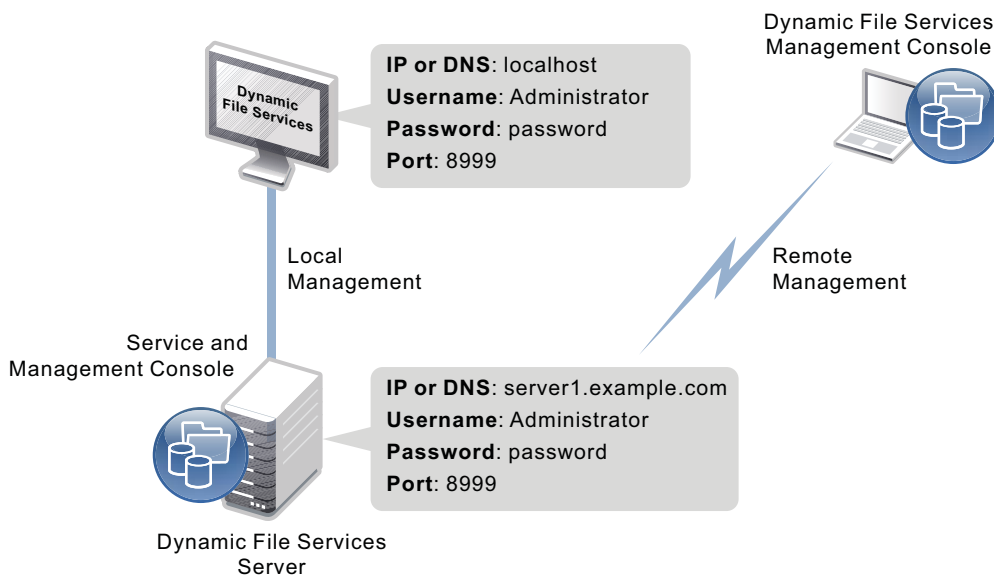 Dynamic File Services
Management Console
Dynamic
File Services
IP or DNS: localhost
Username: Administrator
Password: password
Port: 8999
Local
Management
Remote
Management
Service and
Management Console
IP or DNS: server1.example.com
Username: Administrator
Password: password
Port: 8999
Dynamic File Services
Server